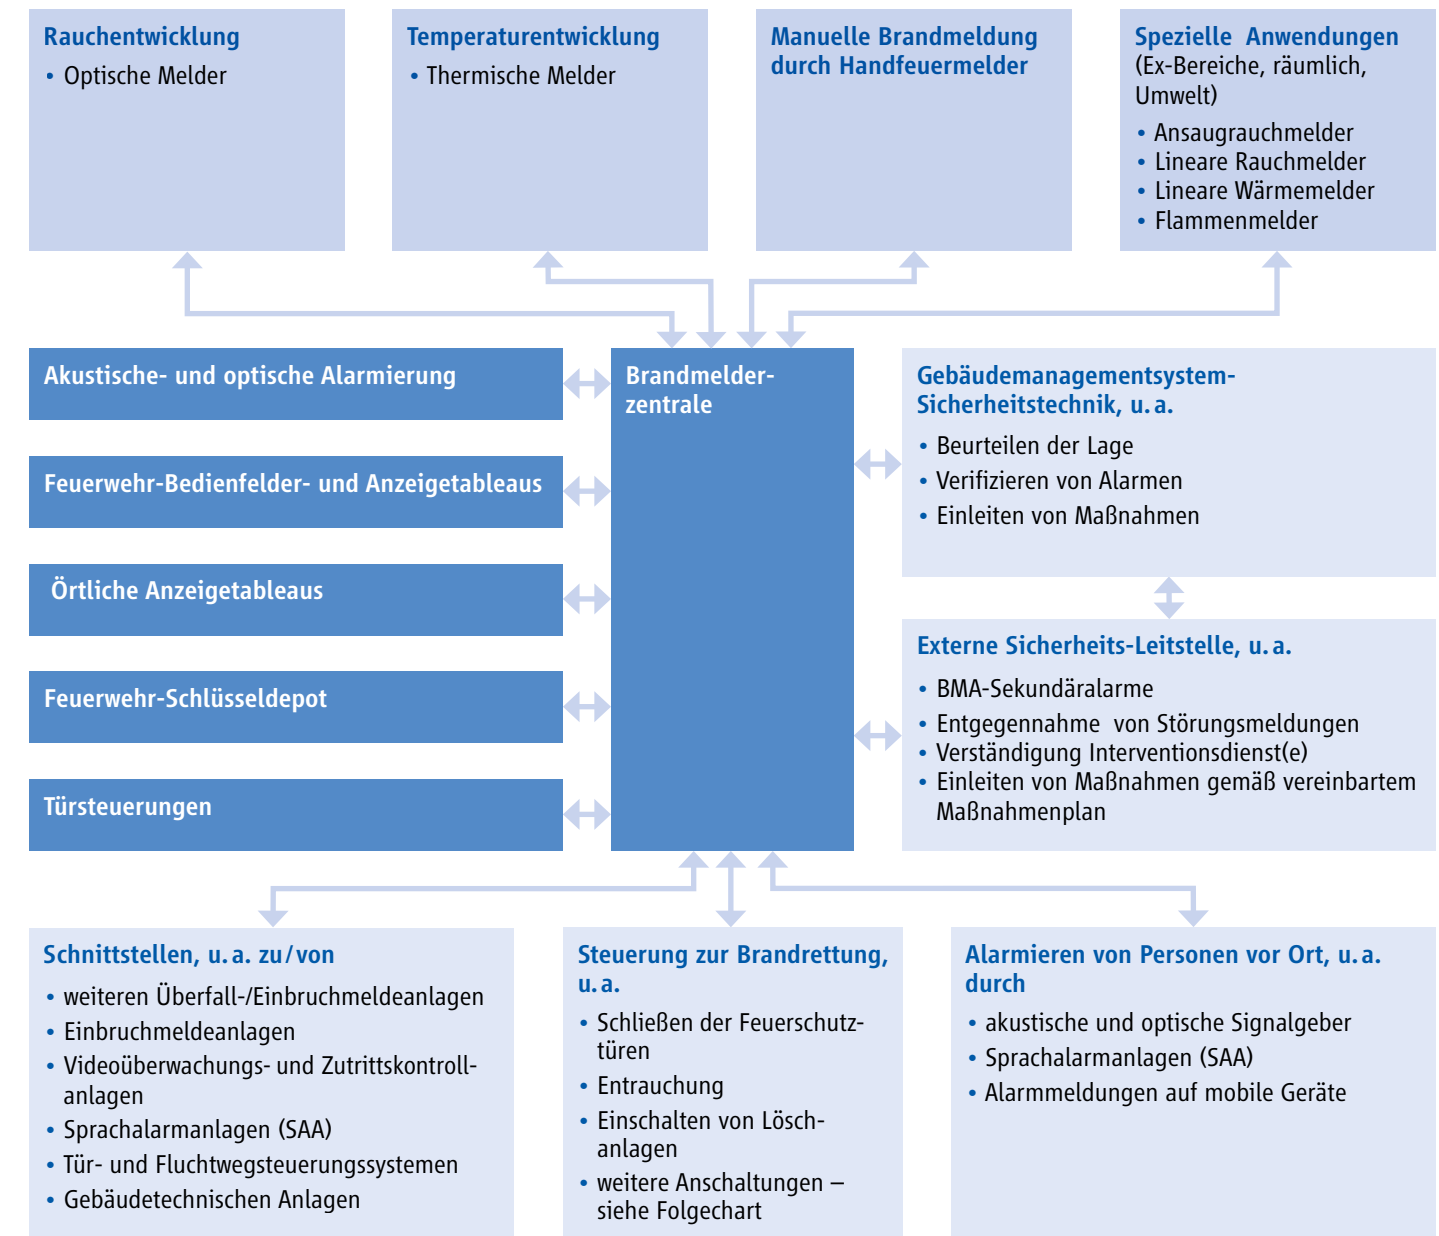 Rauchentwicklung
• Optische Melder
Temperaturentwicklung
• Thermische Melder
Manuelle Brandmeldung
durch Handfeuermelder
Spezielle Anwendungen
(Ex-Bereiche, räumlich,
Umwelt)
• Ansaugrauchmelder
• Lineare Rauchmelder
• Lineare Wärmemelder
• Flammenmelder
Akustische- und optische Alarmierung
Feuerwehr-Bedienfelder- und Anzeigetableaus
Örtliche Anzeigetableaus
Feuerwehr-Schlüsseldepot
Türsteuerungen
Brandmelder-
zentrale
Gebäudemanagementsystem-
Sicherheitstechnik, u. a.
• Beurteilen der Lage
• Verifizieren von Alarmen
• Einleiten von Maßnahmen
Externe Sicherheits-Leitstelle, u. a.
• BMA-Sekundäralarme
• Entgegennahme von Störungsmeldungen
• Verständigung Interventionsdienst(e)
• Einleiten von Maßnahmen gemäß vereinbartem
Maßnahmenplan
Schnittstellen, u. a. zu/von
• weiteren Überfall-/Einbruchmeldeanlagen
• Einbruchmeldeanlagen
• Videoüberwachungs- und Zutrittskontroll-
anlagen
• Sprachalarmanlagen (SAA)
• Tür- und Fluchtwegsteuerungssystemen
• Gebäudetechnischen Anlagen
Steuerung zur Brandrettung,
u. a.
• Schließen der Feuerschutz-
türen
• Entrauchung
• Einschalten von Lösch-
anlagen
• weitere Anschaltungen –
siehe Folgechart
Alarmieren von Personen vor Ort, u. a.
durch
• akustische und optische Signalgeber
• Sprachalarmanlagen (SAA)
• Alarmmeldungen auf mobile Geräte